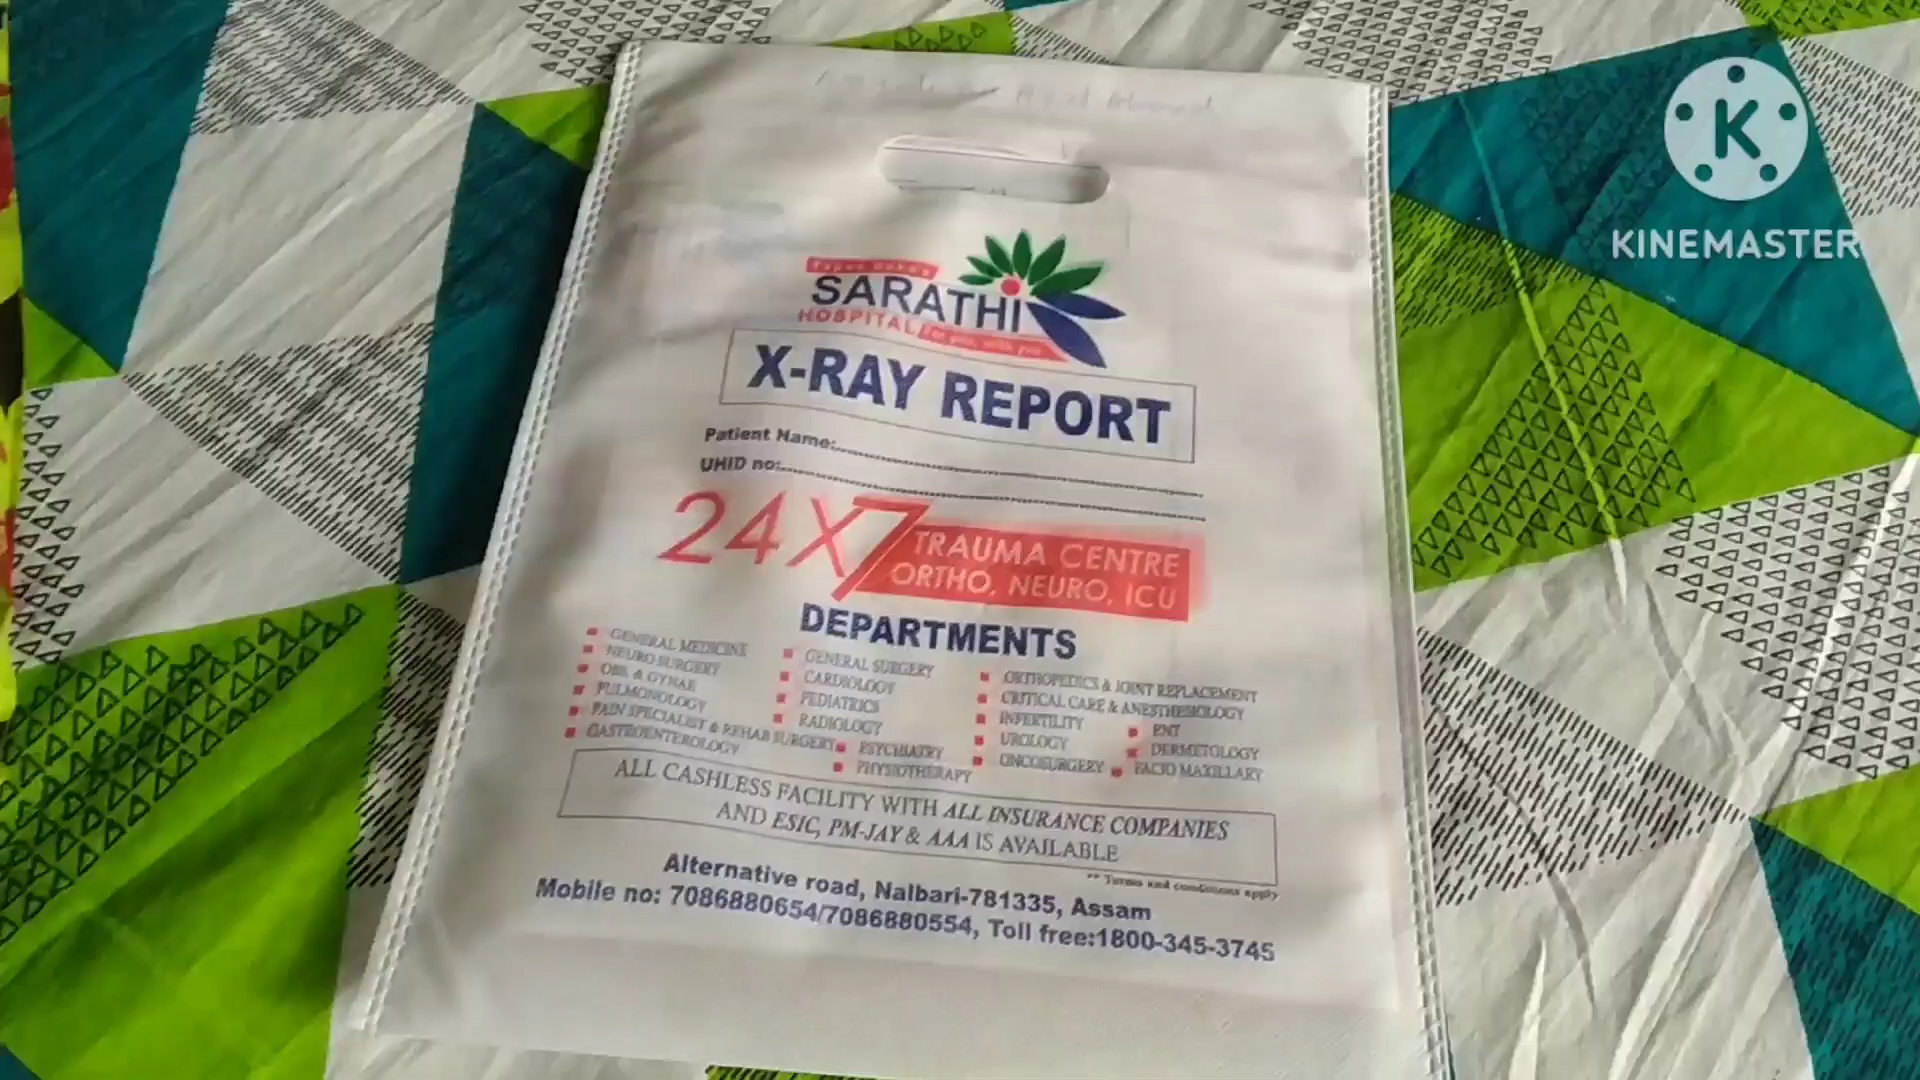 SARATHI
HOSPITAL
For you, with you
X-RAY REPORT
Patient Name:
UHID no:
24X7
TRAUMA CENTRE
ORTHO, NEURO, ICU
DEPARTMENTS
GENERAL MEDICINE
NEURO SURGERY
OBS. & GYNAE
PULMONOLOGY
PAIN SPECIALIST & REHAB SURGERY
GASTROENTEROLOGY
GENERAL SURGERY
CARDIOLOGY
PEDIATRICS
RADIOLOGY
PSYCHIATRY
PHYSIOTHERAPY
ORTHOPEDICS & JOINT REPLACEMENT
CRITICAL CARE & ANESTHESIOLOGY
INFERTILITY
UROLOGY
ONCOSURGERY
ENT
DERMETOLOGY
FACIO MAXILLARY
ALL CASHLESS FACILITY WITH ALL INSURANCE COMPANIES
AND ESIC, PM-JAY & AAA IS AVAILABLE
** Terms and conditions apply
Alternative road, Nalbari-781335, Assam
Mobile no: 7086880654/7086880554, Toll free:1800-345-3745
K
KINEMASTER